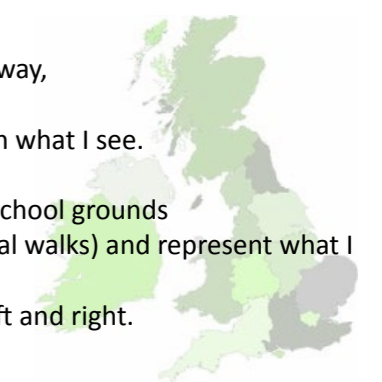 way,
n what I see.
chool grounds
al walks) and represent what I
ft and right.